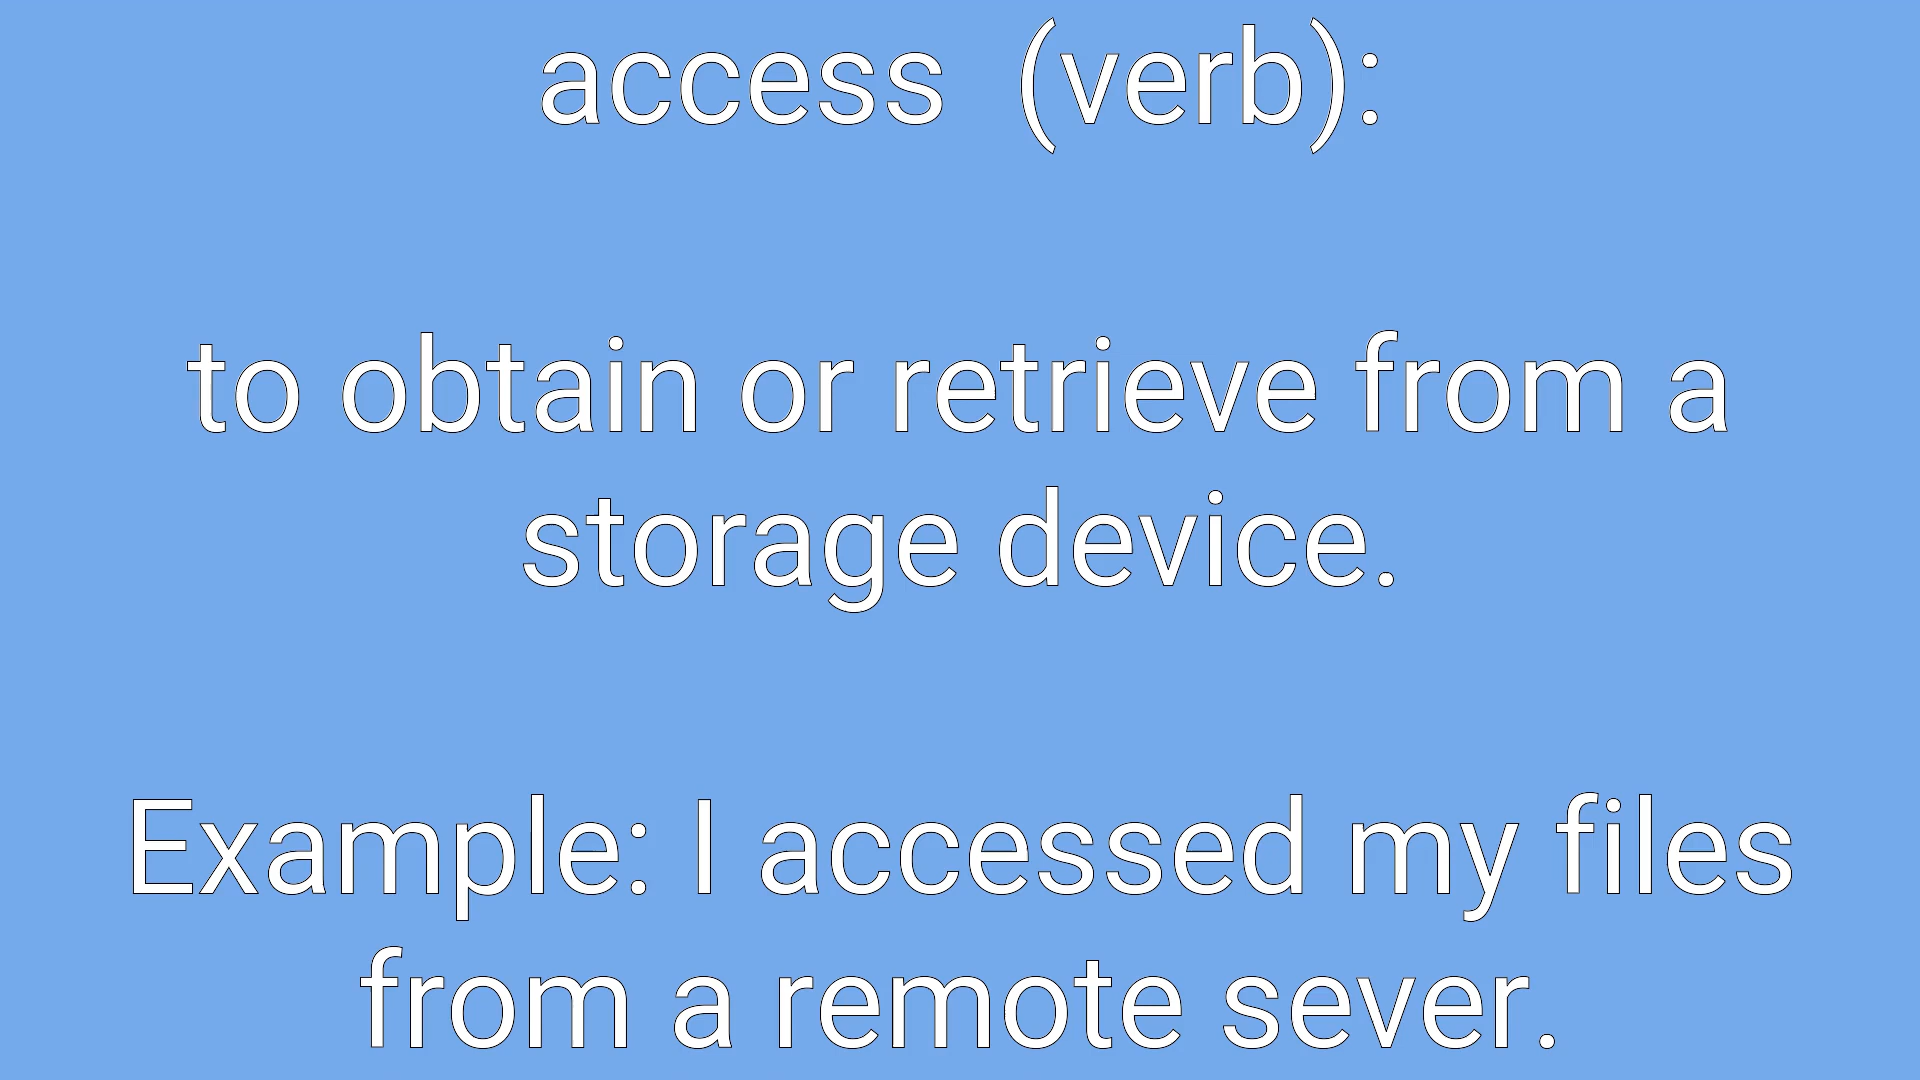 access  (verb):
to obtain or retrieve from a
storage device.
Example: I accessed my files
from a remote sever.